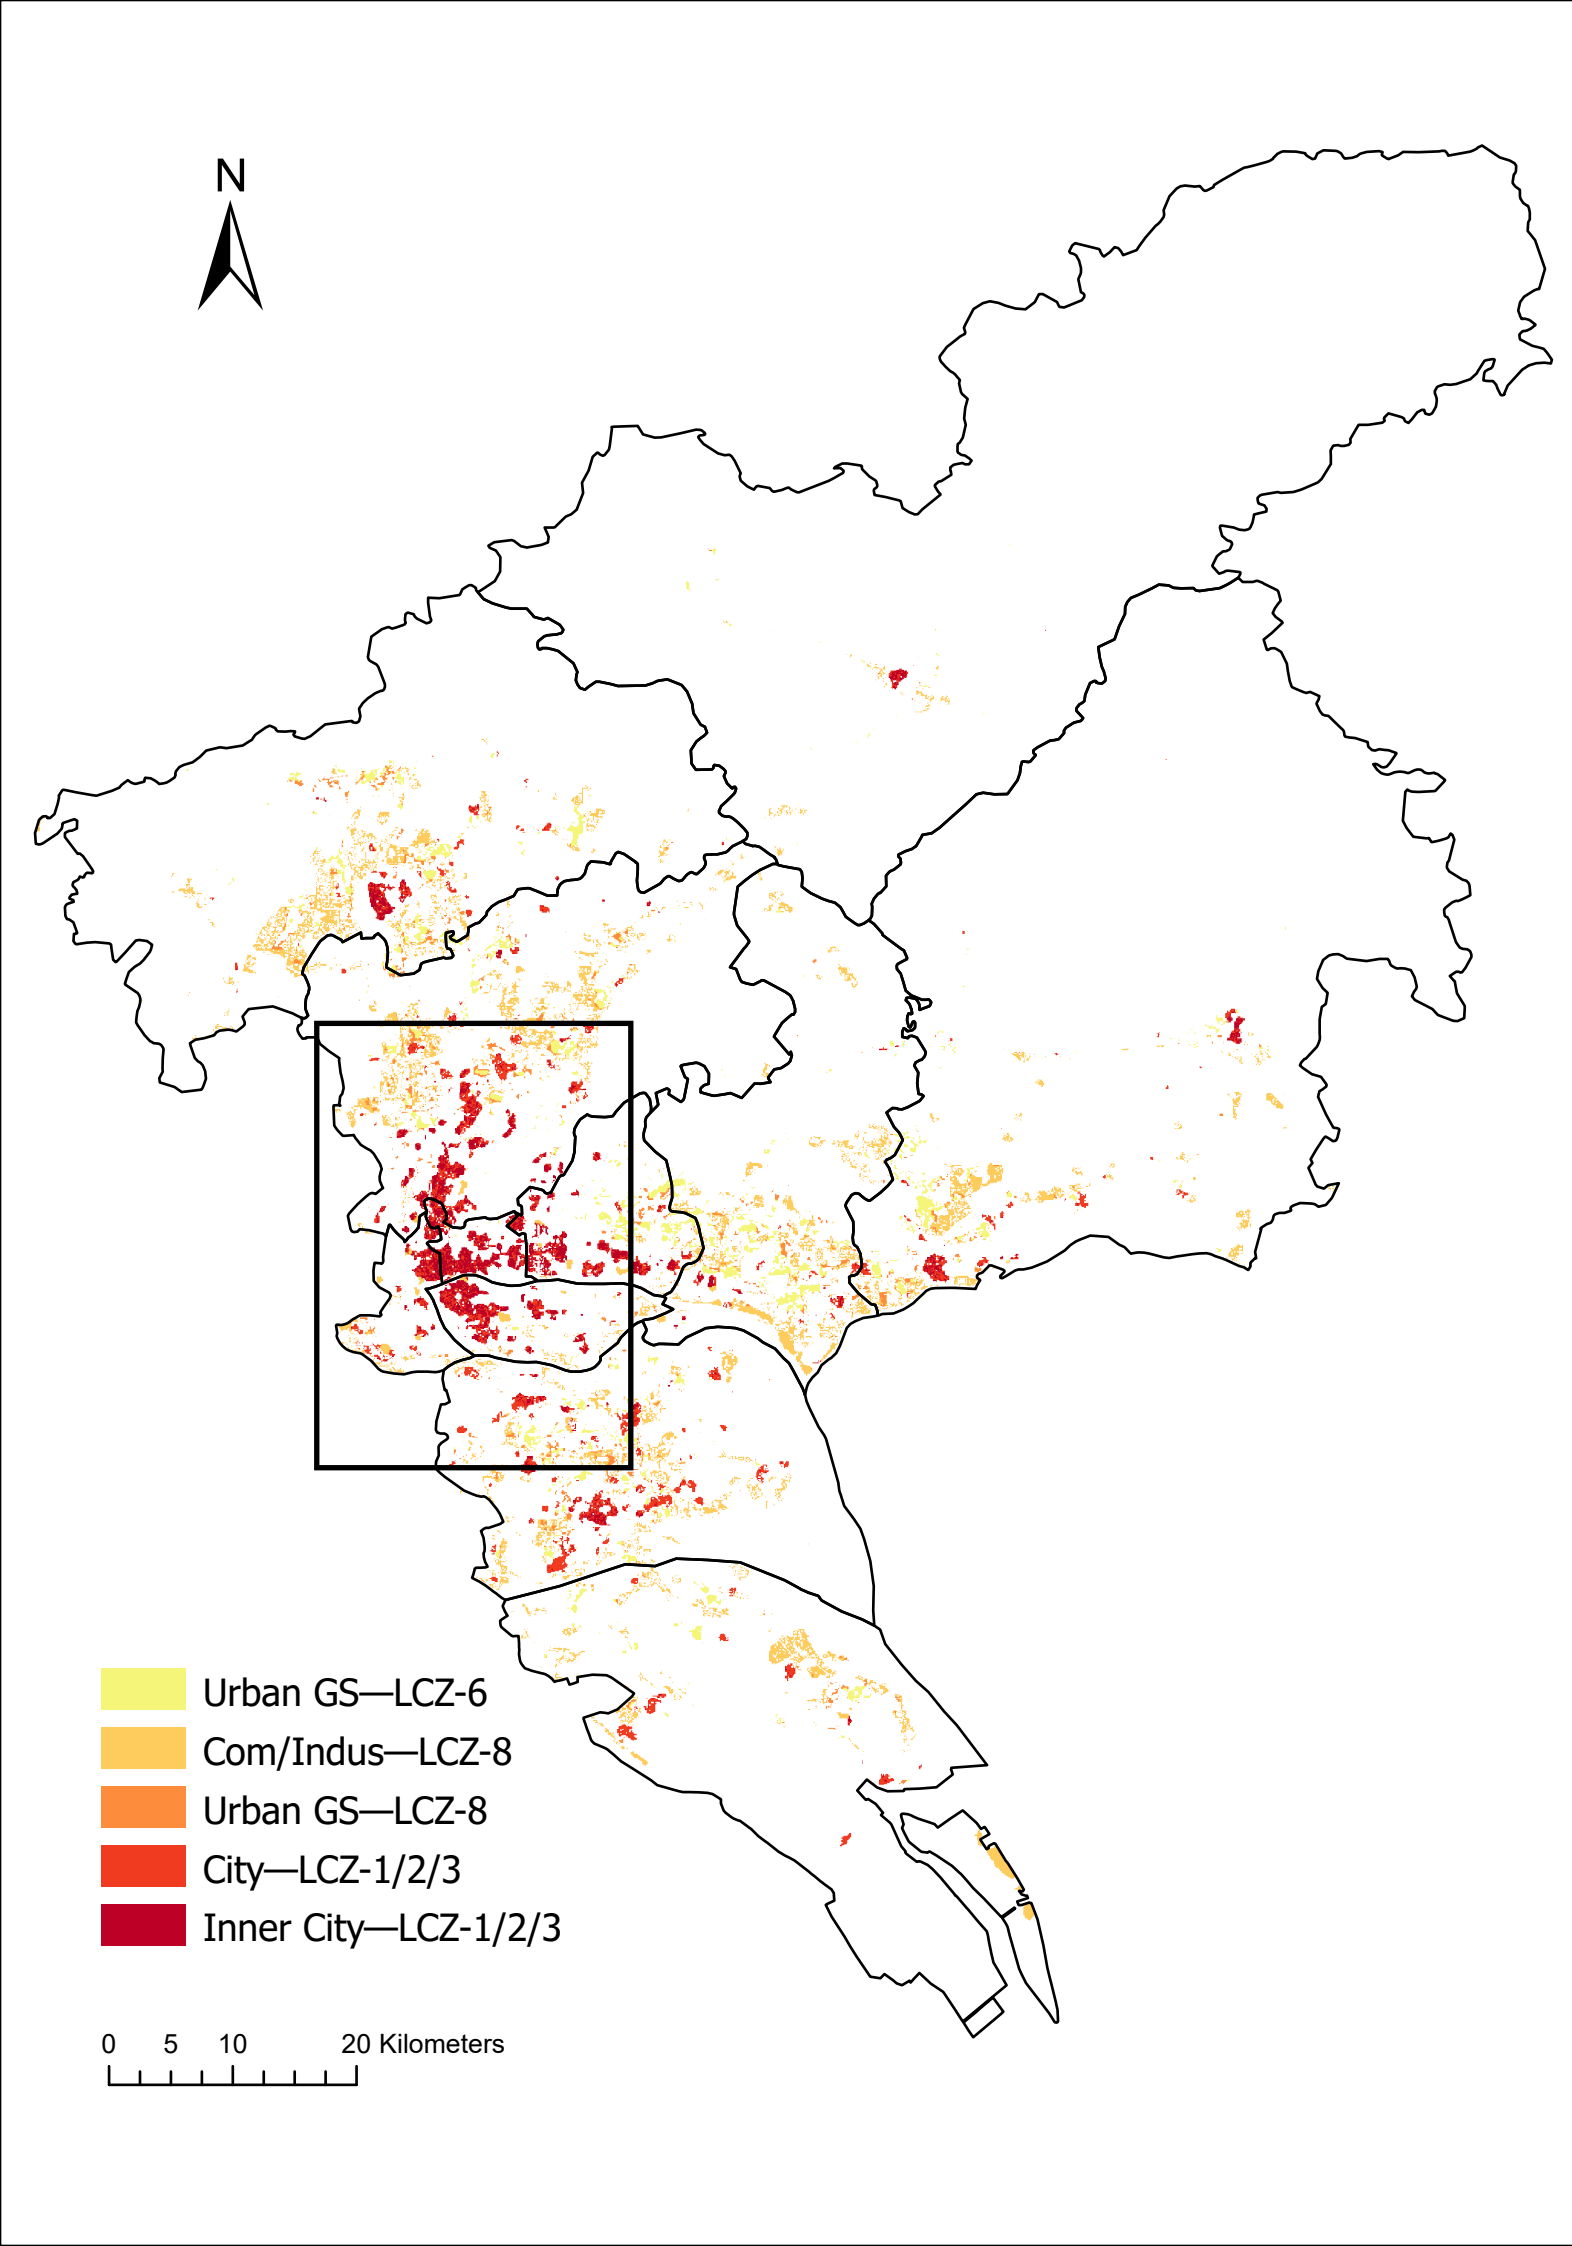 N
Urban GS—LCZ-6
Com/Indus—LCZ-8
Urban GS—LCZ-8
City—LCZ-1/2/3
Inner City—LCZ-1/2/3
0 5 10 20 Kilometers